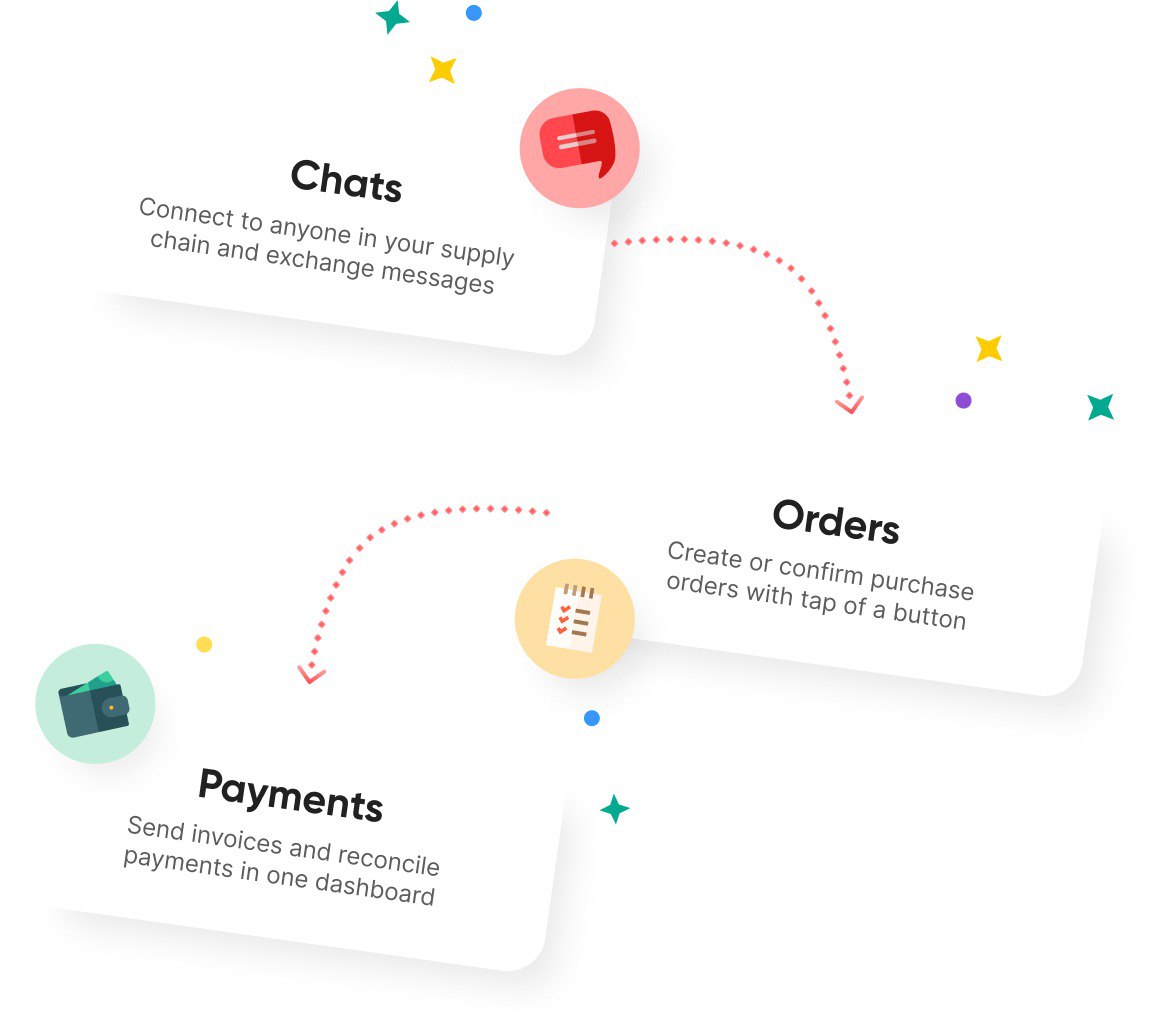 Chats
Connect to anyone in your supply
chain and exchange messages
Orders
Create or confirm purchase
orders with tap of a button
Payments
Send invoices and reconcile
payments in one dashboard